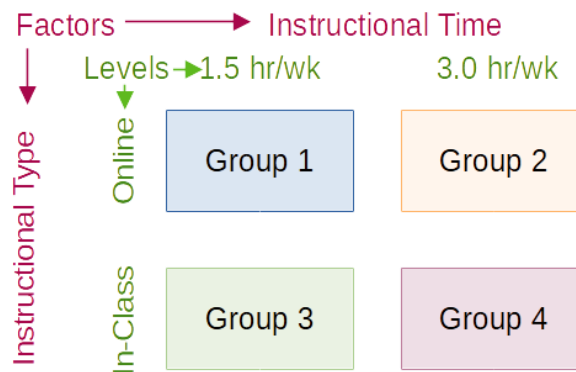 Factors
Instructional Time
Levels
1.5 hr/wk
3.0 hr/wk
Instructional Type
Online
Group 1
Group 2
In-Class
Group 3
Group 4